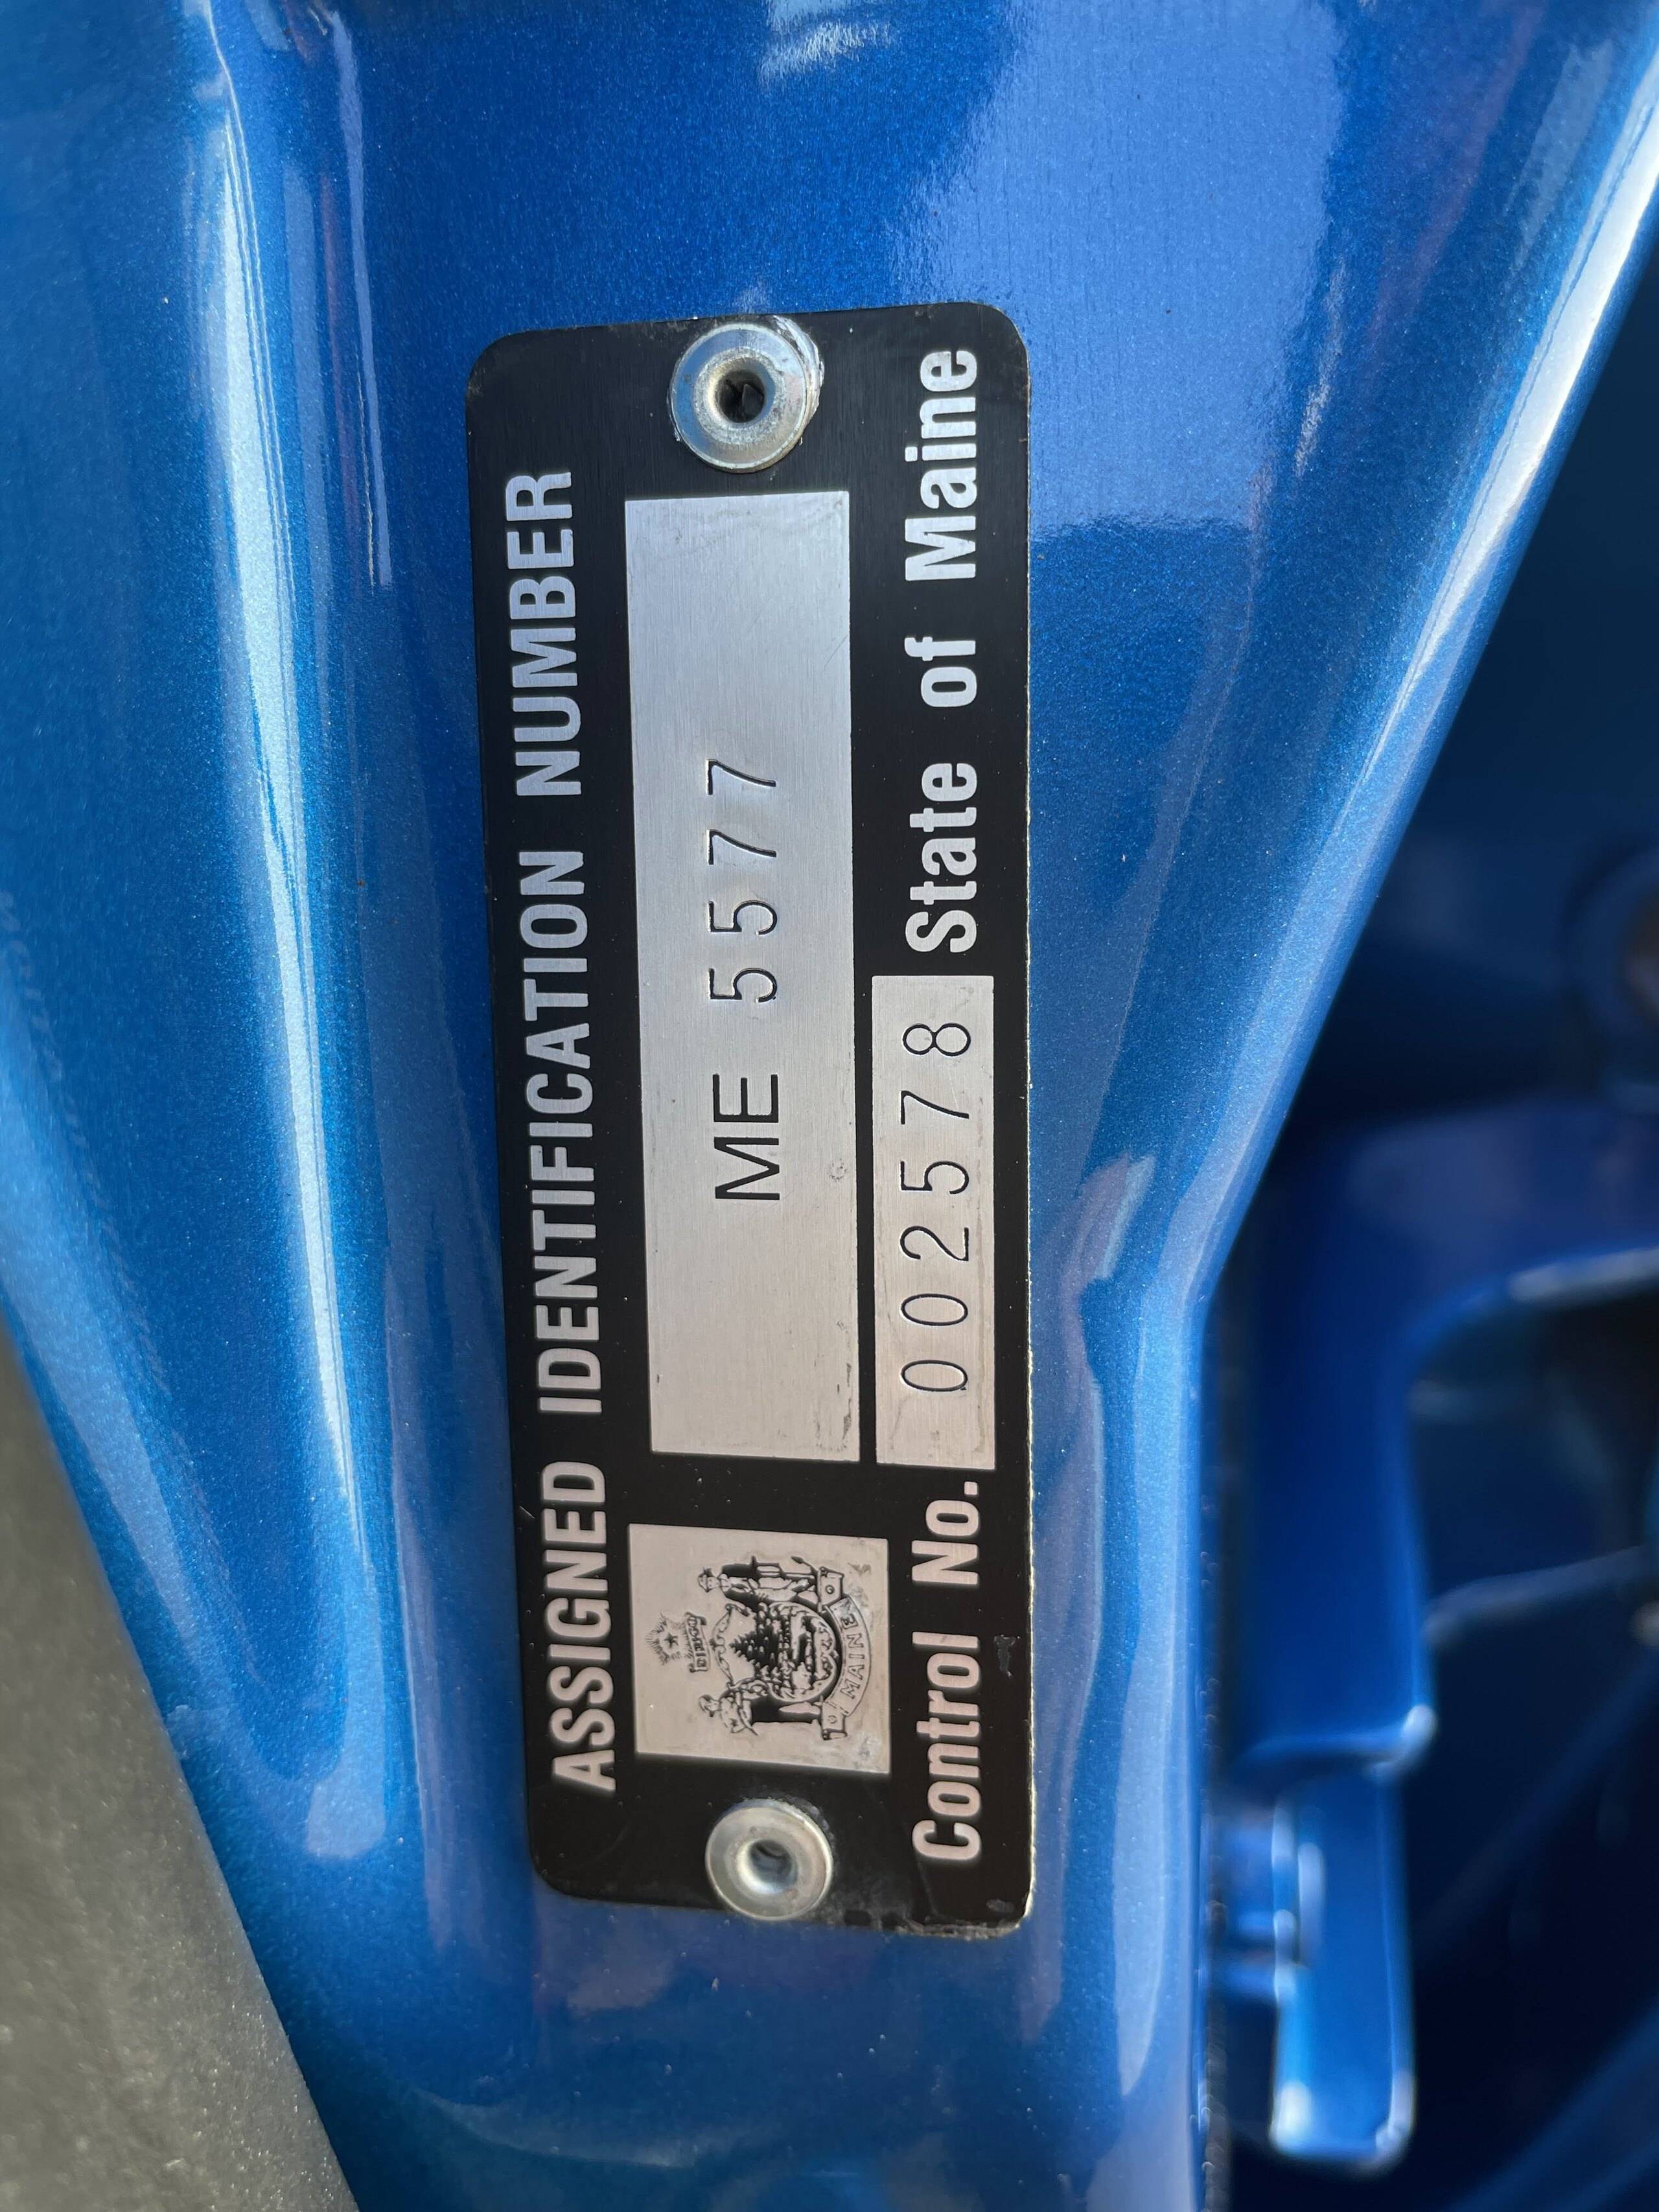 ASSIGNED IDENTIFICATION NUMBER
ME 5577
MAINE
Control No. 002578 State of Maine